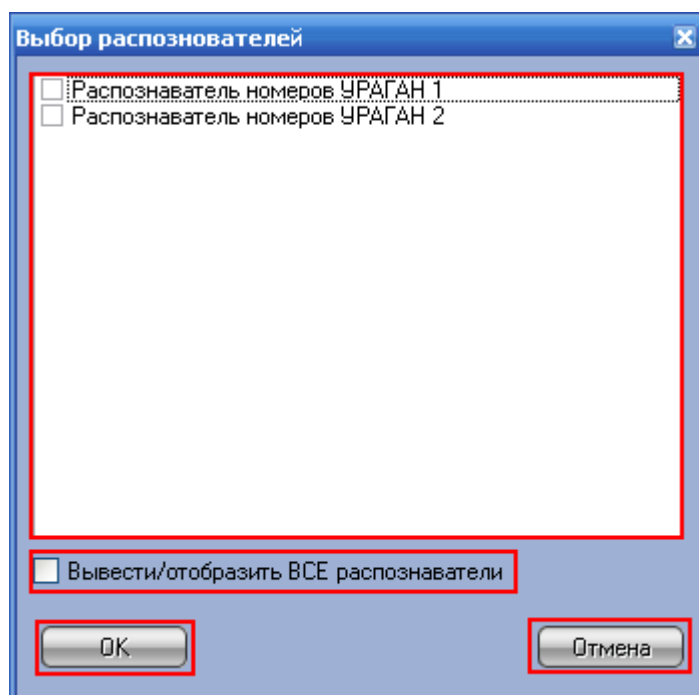 Выбор распознователей
Распознаватель номеров УРАГАН 1
Распознаватель номеров УРАГАН 2
Вывести/отобразить ВСЕ распознаватели
OK
Отмена